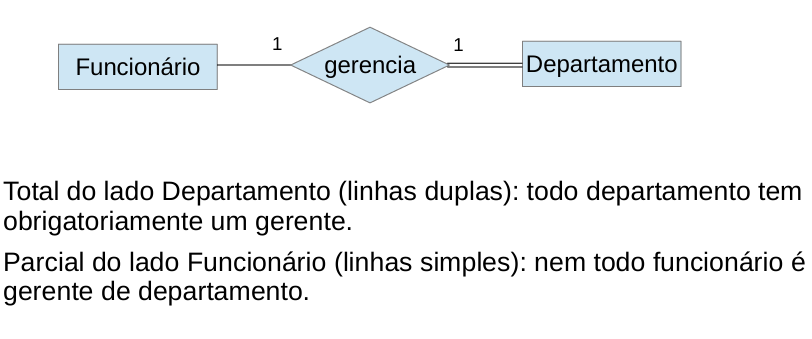 1
1
Funcionário
gerencia
Departamento
Total do lado Departamento (linhas duplas): todo departamento tem
obrigatoriamente um gerente.
Parcial do lado Funcionário (linhas simples): nem todo funcionário é
gerente de departamento.